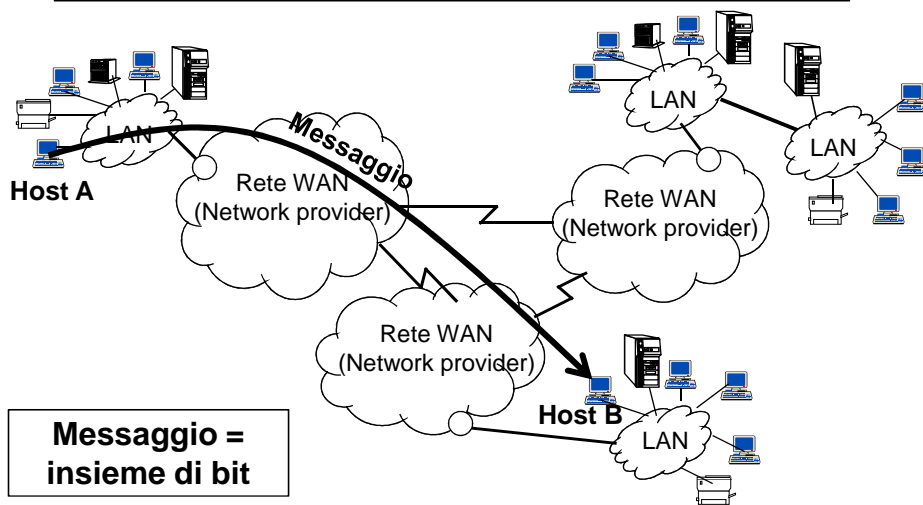 LAN
LAN
LAN
Messaggio
Host A
Rete WAN
(Network provider)
Rete WAN
(Network provider)
Rete WAN
(Network provider)
Host B
LAN
Messaggio =
insieme di bit